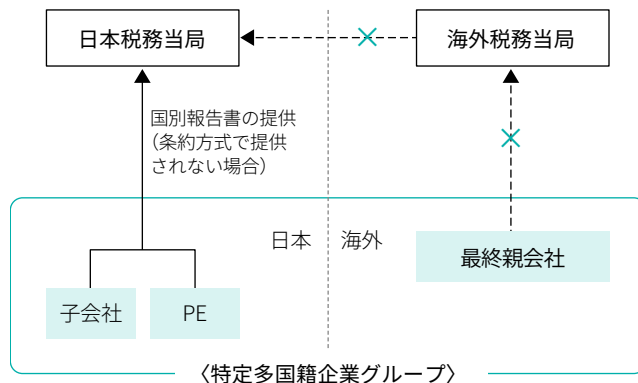 日本税務当局
海外税務当局
国別報告書の提供
(条約方式で提供
されない場合)
日本
海外
最終親会社
子会社
PE
〈特定多国籍企業グループ〉